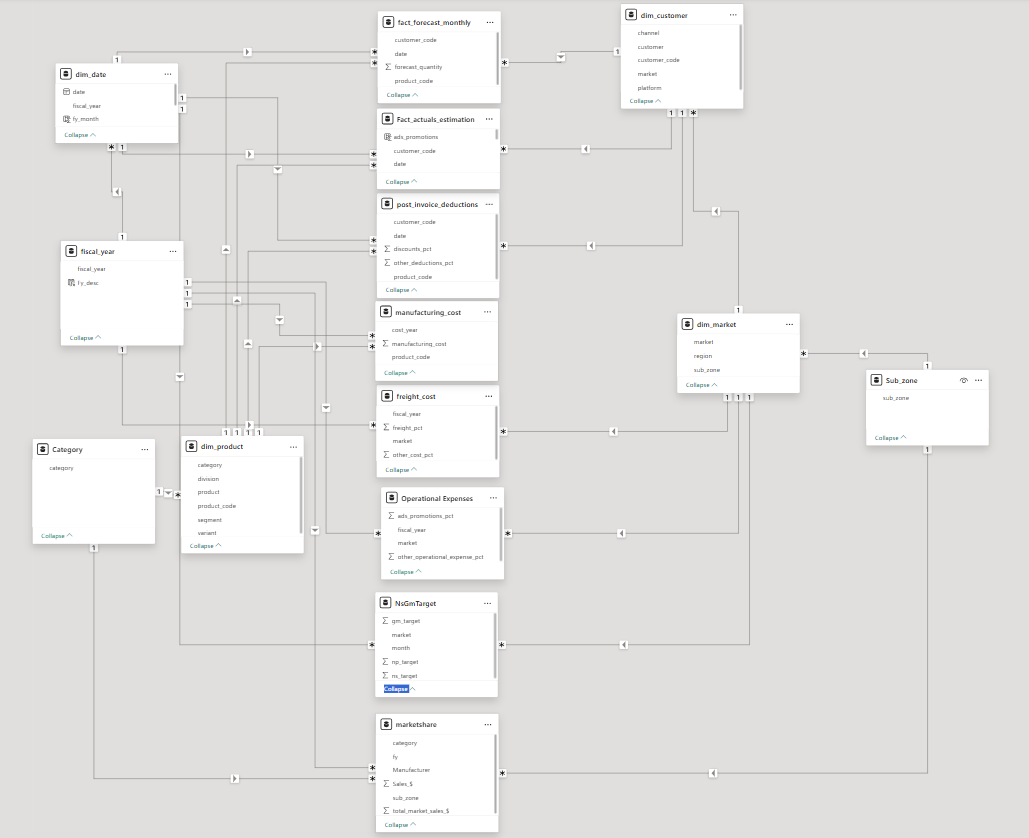 fact_forecast_monthly
customer_code
date
forecast_quantity
product_code
Collapse
dim_customer
channel
customer
customer_code
market
platform
Collapse
dim_date
date
fiscal_year
fy_month
Collapse
Fact_actuals_estimation
ads_promotions
customer_code
date
Collapse
post_invoice_deductions
customer_code
date
discounts_pct
other_deductions_pct
product_code
Collapse
fiscal_year
fiscal_year
fy_desc
Collapse
manufacturing_cost
cost_year
manufacturing_cost
product_code
Collapse
dim_market
market
region
sub_zone
Collapse
Sub_zone
sub_zone
Collapse
freight_cost
fiscal_year
freight_pct
market
other_cost_pct
Collapse
Category
category
Collapse
dim_product
category
division
product
product_code
segment
variant
Collapse
Operational Expenses
ads_promotions_pct
fiscal_year
market
other_operational_expense_pct
Collapse
NsGmTarget
gm_target
market
month
np_target
ns_target
Collapse
marketshare
category
fy
Manufacturer
Sales_$
sub_zone
total_market_sales_$
Collapse